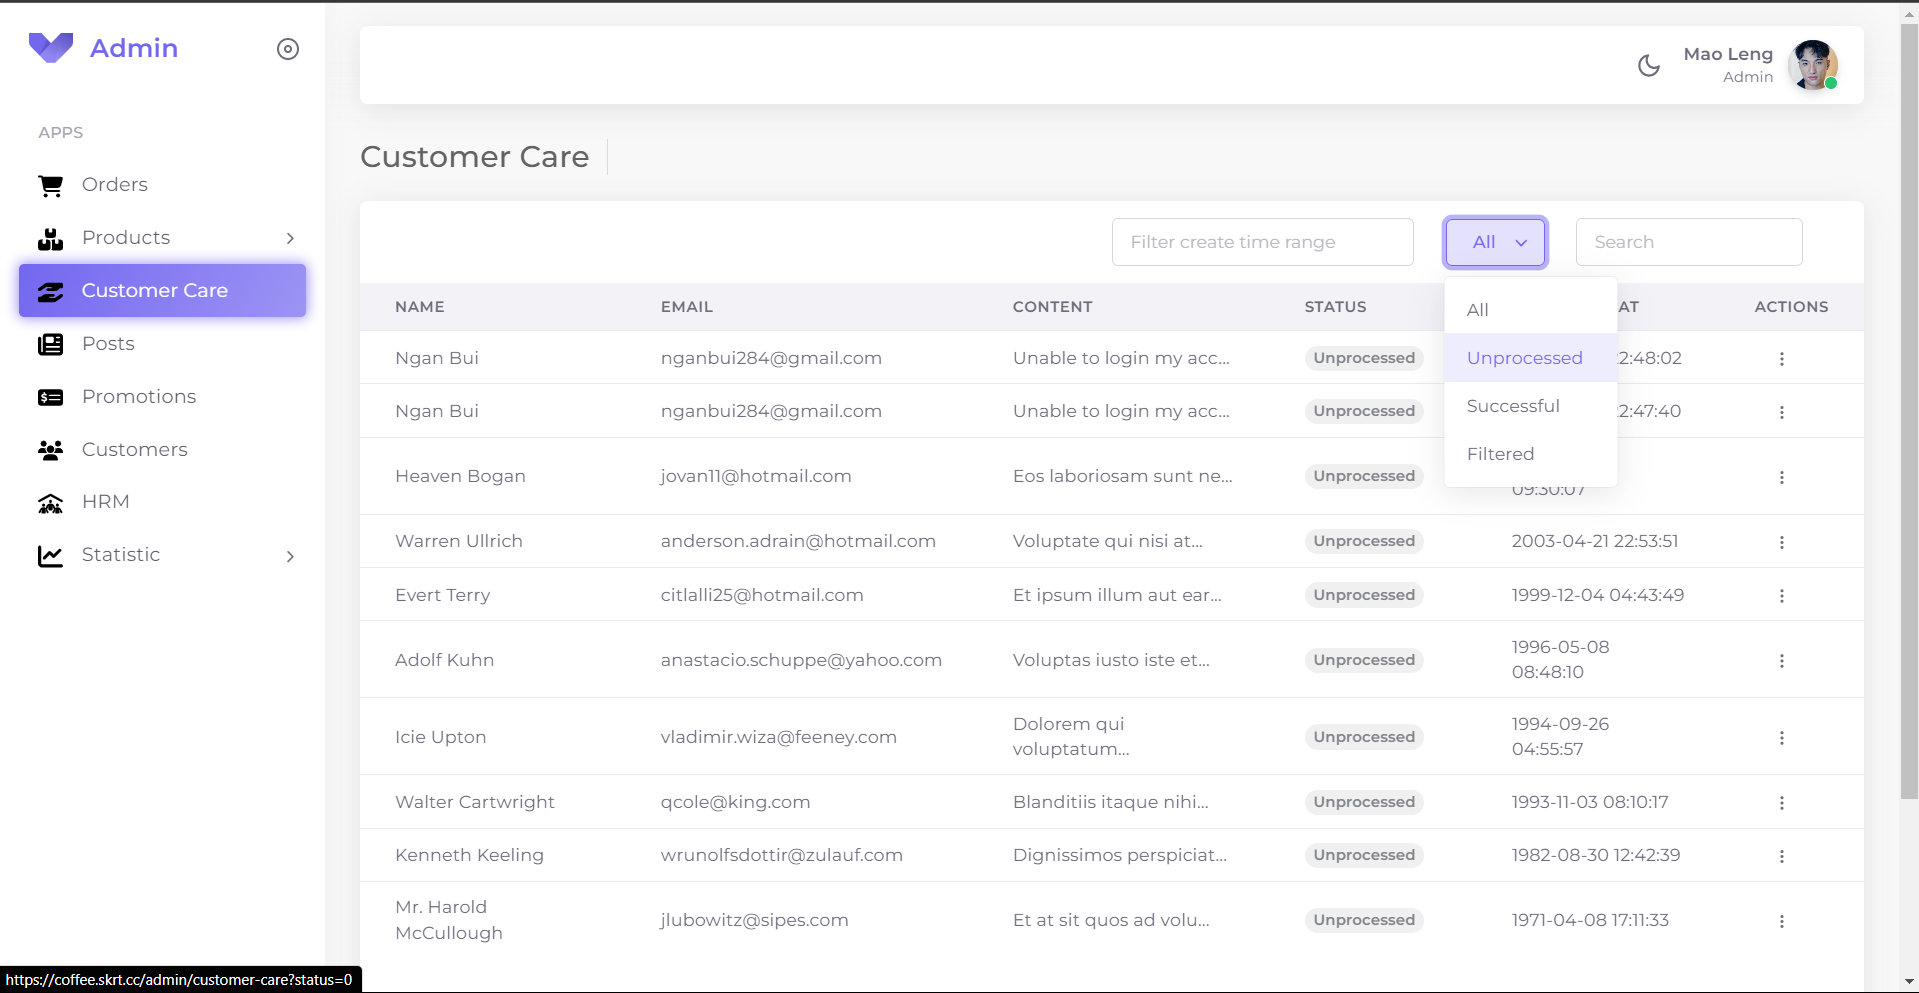 Admin
Mao Leng
Admin
APPS
Orders
Products
Customer Care
Posts
Promotions
Customers
HRM
Statistic
Customer Care
Filter create time range
All
Search
NAME EMAIL CONTENT STATUS AT ACTIONS
All
Unprocessed
Successful
Filtered
Ngan Bui nganbui284@gmail.com Unable to login my acc... Unprocessed 2:48:02
Ngan Bui nganbui284@gmail.com Unable to login my acc... Unprocessed 2:47:40
Heaven Bogan jovan11@hotmail.com Eos laboriosam sunt ne... Unprocessed 09:30:07
Warren Ullrich anderson.adrain@hotmail.com Voluptate qui nisi at... Unprocessed 2003-04-21 22:53:51
Evert Terry citlalli25@hotmail.com Et ipsum illum aut ear... Unprocessed 1999-12-04 04:43:49
Adolf Kuhn anastacio.schuppe@yahoo.com Voluptas iusto iste et... Unprocessed 1996-05-08
08:48:10
Icie Upton vladimir.wiza@feeney.com Dolorem qui
voluptatum... Unprocessed 1994-09-26
04:55:57
Walter Cartwright qcole@king.com Blanditiis itaque nihi... Unprocessed 1993-11-03 08:10:17
Kenneth Keeling wrunolfsdottir@zulauf.com Dignissimos perspiciat... Unprocessed 1982-08-30 12:42:39
Mr. Harold
McCullough jlubowitz@sipes.com Et at sit quos ad volu... Unprocessed 1971-04-08 17:11:33
https://coffee.skrt.cc/admin/customer-care?status=0